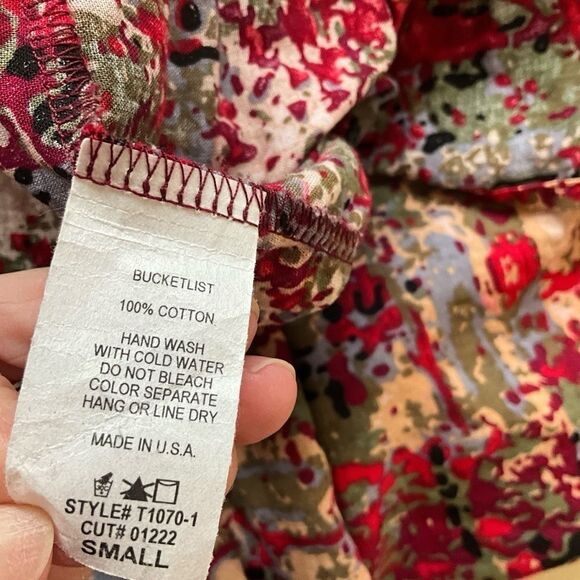 BUCKETLIST
100% COTTON
HAND WASH
WITH COLD WATER
DO NOT BLEACH
COLOR SEPARATE
HANG OR LINE DRY
MADE IN U.S.A.
STYLE# T1070-1
CUT# 01222
SMALL